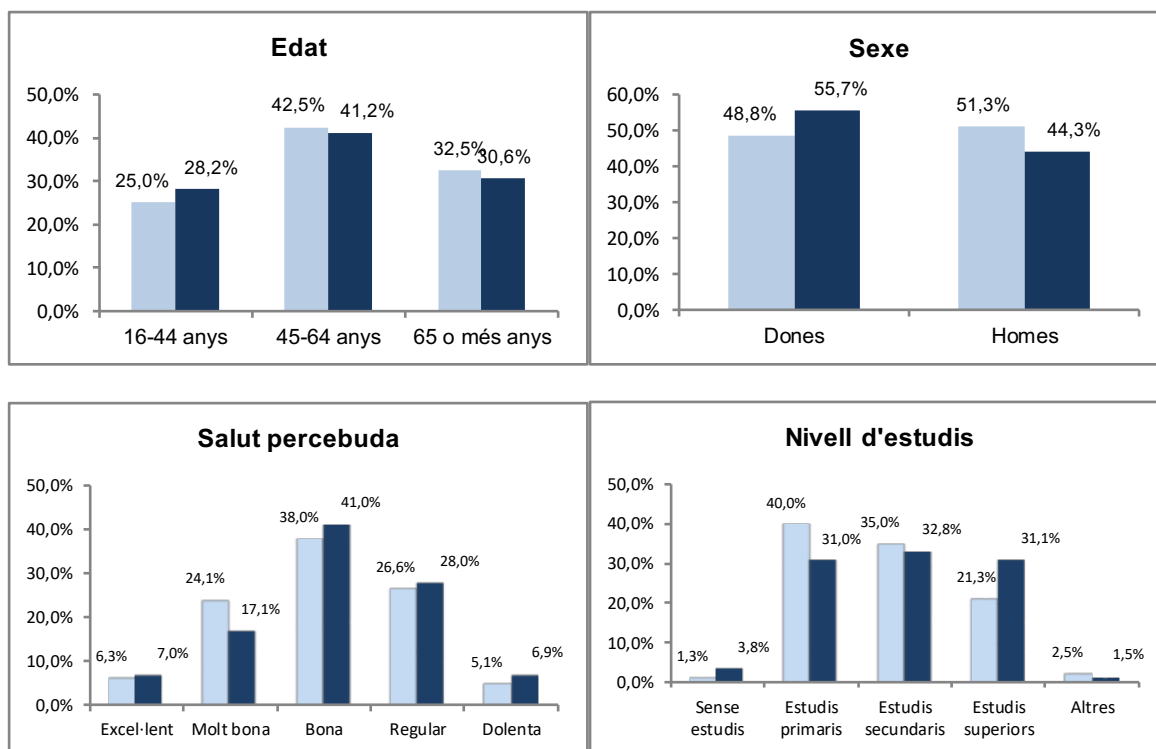 Edat
50,0%
40,0%
30,0%
20,0%
10,0%
0,0%
25,0%
28,2%
42,5%
41,2%
32,5%
30,6%
16-44 anys
45-64 anys
65 o més anys
Sexe
60,0%
50,0%
40,0%
30,0%
20,0%
10,0%
0,0%
48,8%
55,7%
51,3%
44,3%
Dones
Homes
Salut percebuda
50,0%
40,0%
30,0%
20,0%
10,0%
0,0%
6,3%
7,0%
24,1%
17,1%
38,0%
41,0%
26,6%
28,0%
5,1%
6,9%
Excel·lent
Molt bona
Bona
Regular
Dolenta
Nivell d'estudis
50,0%
40,0%
30,0%
20,0%
10,0%
0,0%
1,3%
3,8%
40,0%
31,0%
35,0%
32,8%
21,3%
31,1%
2,5%
1,5%
Sense
estudis
Estudis
primaris
Estudis
secundaris
Estudis
superiors
Altres